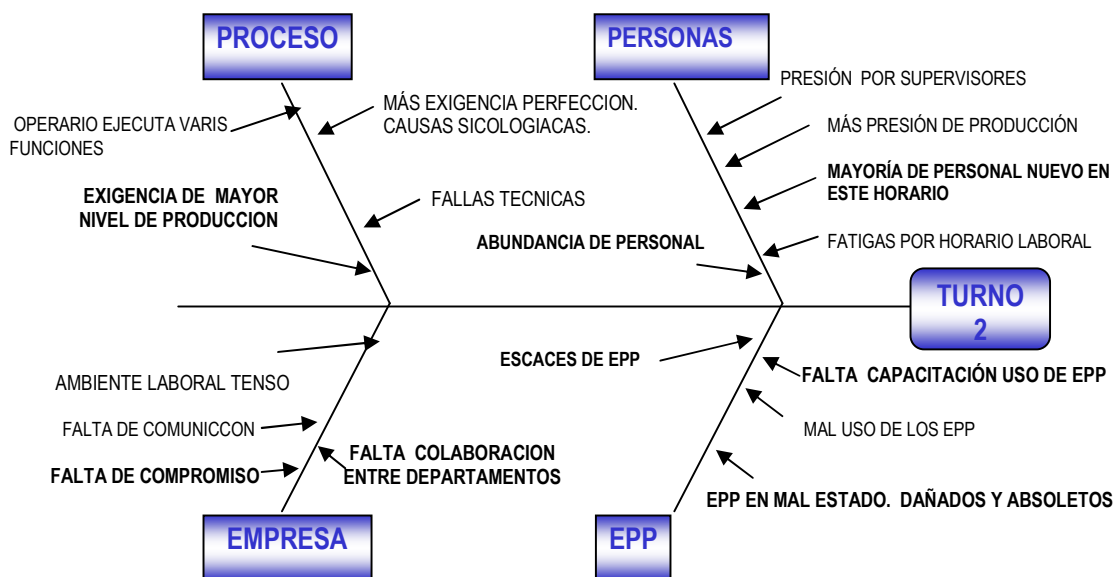 PROCESO
PERSONAS
OPERARIO EJECUTA VARIS
FUNCIONES
MÁS EXIGENCIA PERFECCION.
CAUSAS SICOLOGIACAS.
EXIGENCIA DE MAYOR
NIVEL DE PRODUCCION
FALLAS TECNICAS
PRESIÓN POR SUPERVISORES
MÁS PRESIÓN DE PRODUCCIÓN
MAYORÍA DE PERSONAL NUEVO EN
ESTE HORARIO
ABUNDANCIA DE PERSONAL
FATIGAS POR HORARIO LABORAL
TURNO
2
AMBIENTE LABORAL TENSO
FALTA DE COMUNICCON
FALTA DE COMPROMISO
FALTA COLABORACION
ENTRE DEPARTAMENTOS
ESCACES DE EPP
FALTA CAPACITACIÓN USO DE EPP
MAL USO DE LOS EPP
EPP EN MAL ESTADO. DAÑADOS Y ABSOLETOS
EMPRESA
EPP